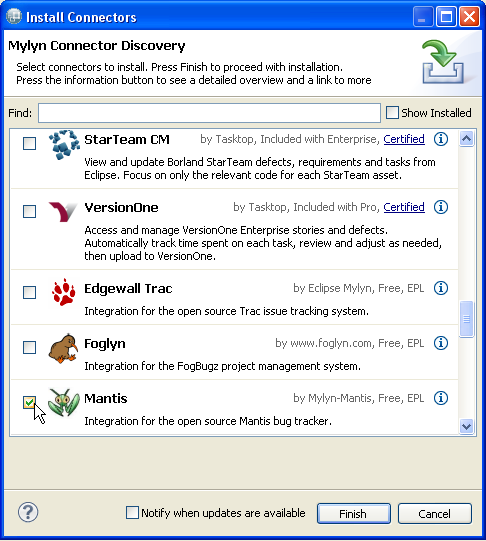 Install Connectors
Mylyn Connector Discovery
Select connectors to install. Press Finish to proceed with installation.
Press the information button to see a detailed overview and a link to more
Find:
Show Installed
StarTeam CM by Tasktop, Included with Enterprise, Certified
View and update Borland StarTeam defects, requirements and tasks from
Eclipse. Focus on only the relevant code for each StarTeam asset.
VersionOne by Tasktop, Included with Pro, Certified
Access and manage VersionOne Enterprise stories and defects.
Automatically track time spent on each task, review and adjust as needed,
then upload to VersionOne.
Edgewall Trac by Eclipse Mylyn, Free, EPL
Integration for the open source Trac issue tracking system.
Foglyn by www.foglyn.com, Free, EPL
Integration for the FogBugz project management system.
Mantis by Mylyn-Mantis, Free, EPL
Integration for the open source Mantis bug tracker.
Notify when updates are available
Finish
Cancel